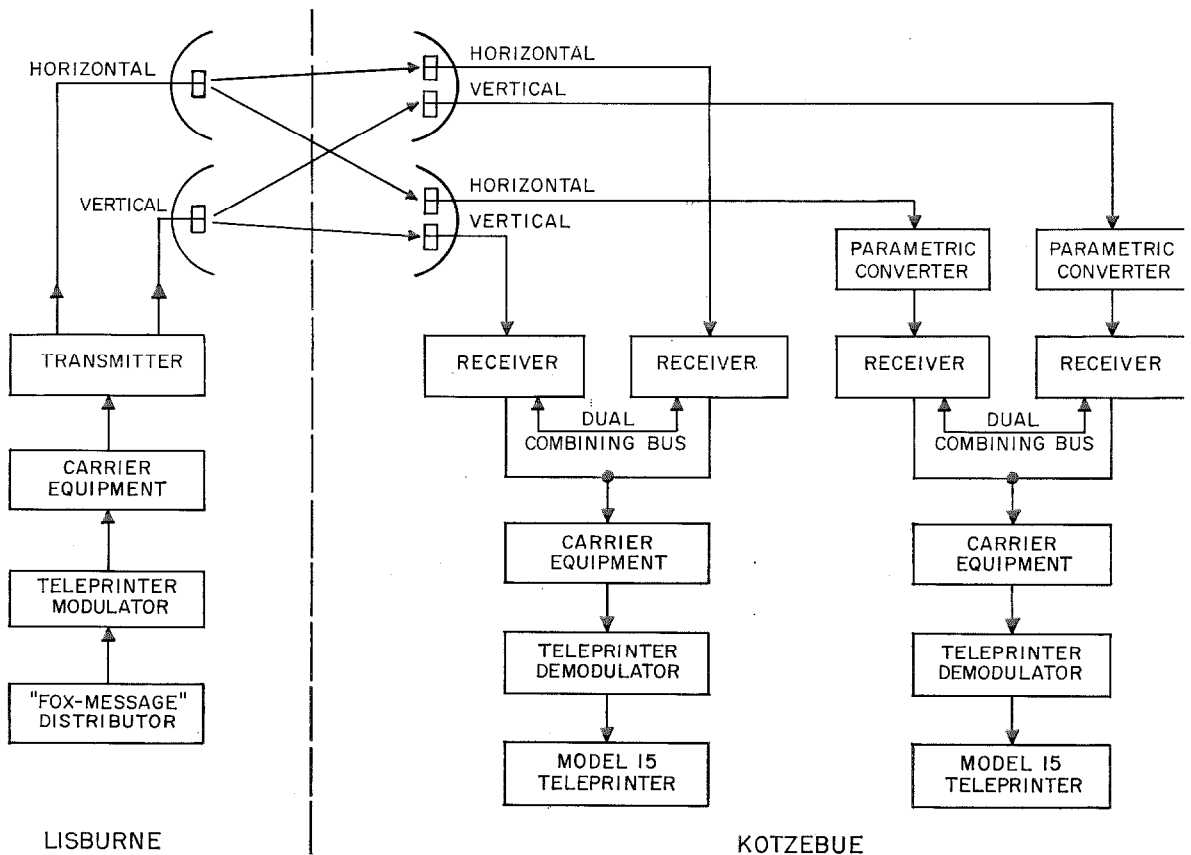 HORIZONTAL
VERTICAL
TRANSMITTER
CARRIER
EQUIPMENT
TELEPRINTER
MODULATOR
"FOX-MESSAGE"
DISTRIBUTOR
LISBURNE
HORIZONTAL
VERTICAL
HORIZONTAL
VERTICAL
PARAMETRIC
CONVERTER
PARAMETRIC
CONVERTER
RECEIVER
RECEIVER
RECEIVER
RECEIVER
DUAL
COMBINING BUS
DUAL
COMBINING BUS
CARRIER
EQUIPMENT
CARRIER
EQUIPMENT
TELEPRINTER
DEMODULATOR
TELEPRINTER
DEMODULATOR
MODEL 15
TELEPRINTER
MODEL 15
TELEPRINTER
KOTZEBUE